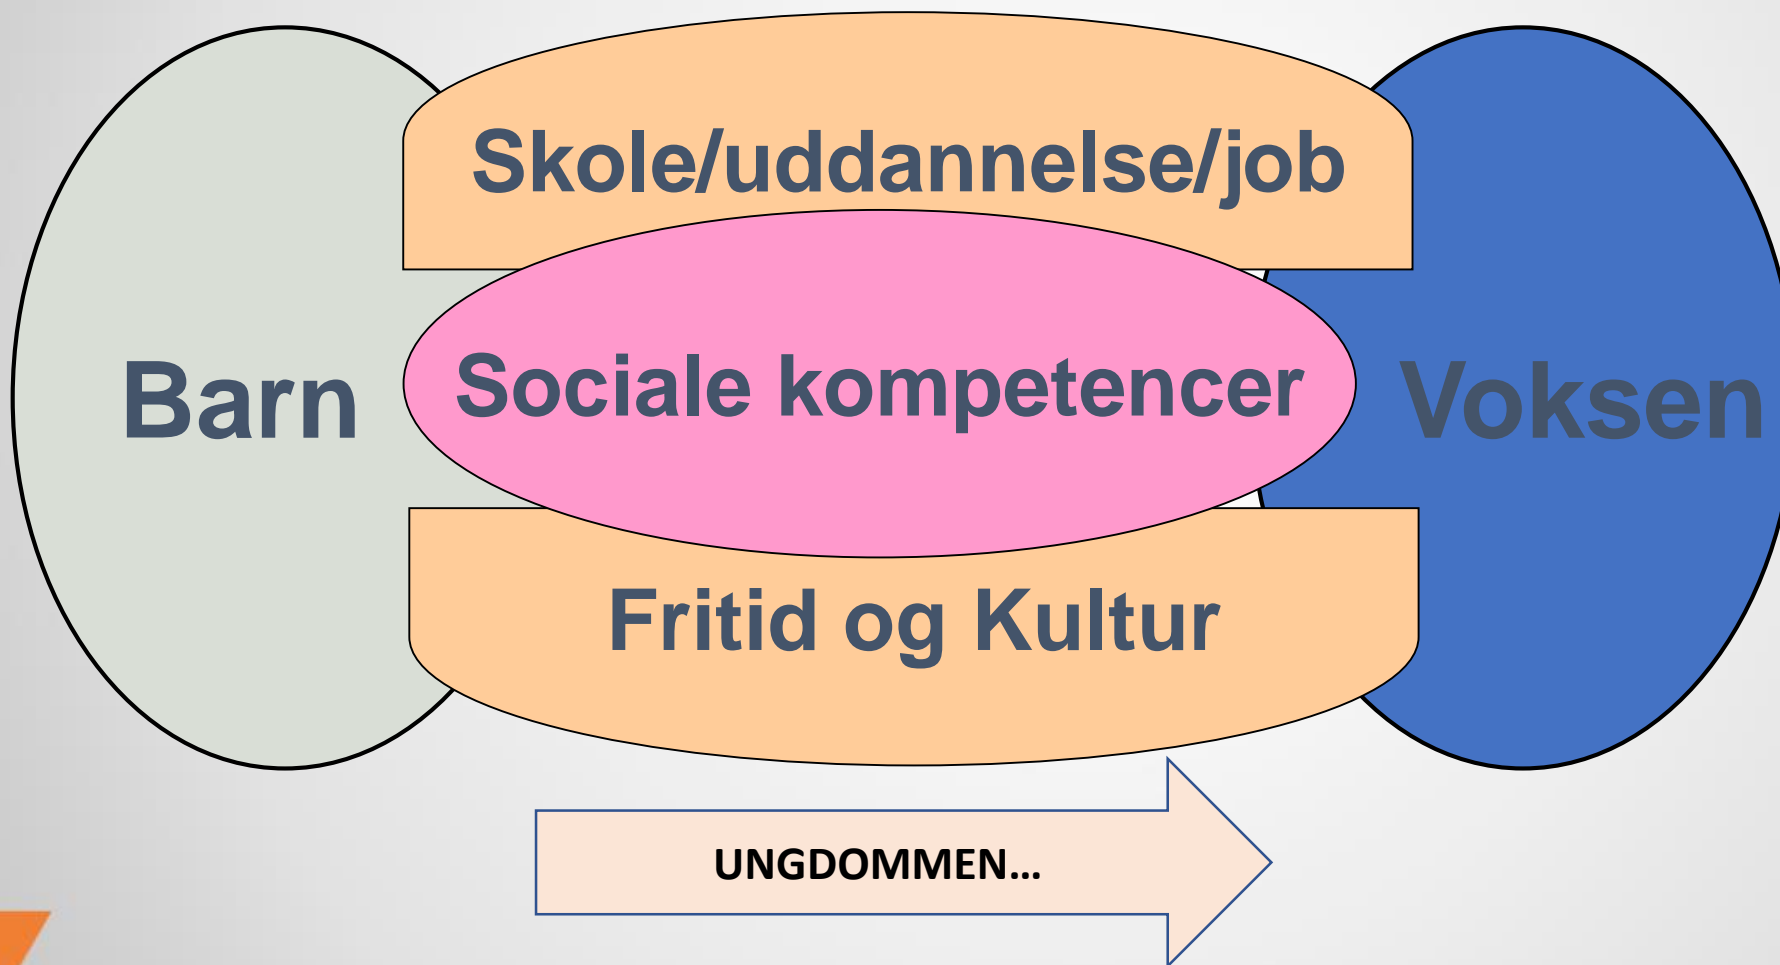 Skole/uddannelse/job
Barn
Sociale kompetencer
Voksen
Fritid og Kultur
UNGDOMMEN...